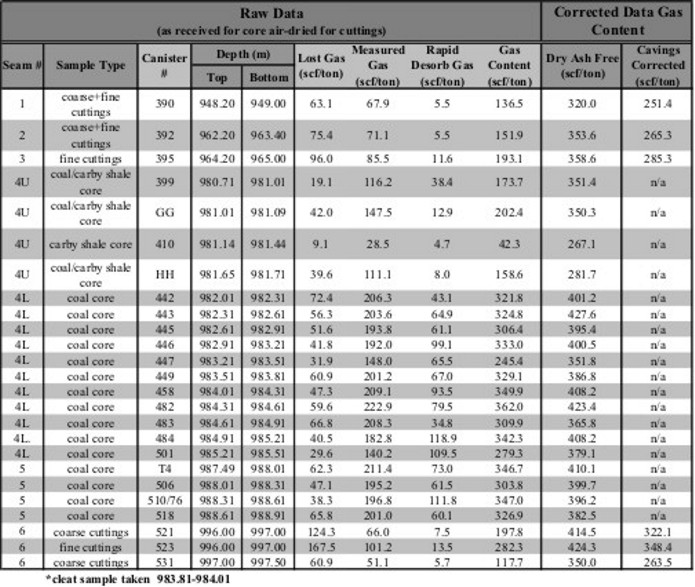 Raw Data
(as received for core air-dried for cuttings)
Corrected Data Gas Content
Seam # Sample Type Canister # Depth (m) Top Bottom Lost Gas (scf/ton) Measured Gas (scf/ton) Rapid Desorb Gas (scf/ton) Gas Content (scf/ton) Dry Ash Free (scf/ton) Cavings Corrected (scf/ton)
1 coarse+fine cuttings 390 948.20 949.00 63.1 67.9 5.5 136.5 320.0 251.4
2 coarse+fine cuttings 392 962.20 963.40 75.4 71.1 5.5 151.9 353.6 265.3
3 fine cuttings 395 964.20 965.00 96.0 85.5 11.6 193.1 358.6 285.3
4U coal/carby shale core 399 980.71 981.01 19.1 116.2 38.4 173.7 351.4 n/a
4U coal/carby shale core GG 981.01 981.09 42.0 147.5 12.9 202.4 350.3 n/a
4U carby shale core 410 981.14 981.44 9.1 28.5 4.7 42.3 267.1 n/a
4U coal/carby shale core HH 981.65 981.71 39.6 111.1 8.0 158.6 281.7 n/a
4L coal core 442 982.01 982.31 72.4 206.3 43.1 321.8 401.2 n/a
4L coal core 443 982.31 982.61 56.3 203.6 64.9 324.8 427.6 n/a
4L coal core 445 982.61 982.91 51.6 193.8 61.1 306.4 395.4 n/a
4L coal core 446 982.91 983.21 41.8 192.0 99.1 333.0 400.5 n/a
4L coal core 447 983.21 983.51 31.9 148.0 65.5 245.4 351.8 n/a
4L coal core 449 983.51 983.81 60.9 201.2 67.0 329.1 386.8 n/a
4L coal core 458 984.01 984.31 47.3 209.1 93.5 349.9 408.2 n/a
4L coal core 482 984.31 984.61 59.6 222.9 79.5 362.0 423.4 n/a
4L coal core 483 984.61 984.91 66.8 208.3 34.8 309.9 365.8 n/a
4L. coal core 484 984.91 985.21 40.5 182.8 118.9 342.3 408.2 n/a
4L coal core 501 985.21 985.51 29.6 140.2 109.5 279.3 379.1 n/a
5 coal core T4 987.49 988.01 62.3 211.4 73.0 346.7 410.1 n/a
5 coal core 506 988.01 988.31 47.1 195.2 61.5 303.8 399.7 n/a
5 coal core 510/76 988.31 988.61 38.3 196.8 111.8 347.0 396.2 n/a
5 coal core 518 988.61 988.91 65.8 201.0 60.1 326.9 382.5 n/a
6 coarse cuttings 521 996.00 997.00 124.3 66.0 7.5 197.8 414.5 322.1
6 fine cuttings 523 996.00 997.00 167.5 101.2 13.5 282.3 424.3 348.4
6 coarse cuttings 531 997.00 997.50 60.9 51.1 5.7 117.7 350.0 263.5
*cleat sample taken 983.81-984.01